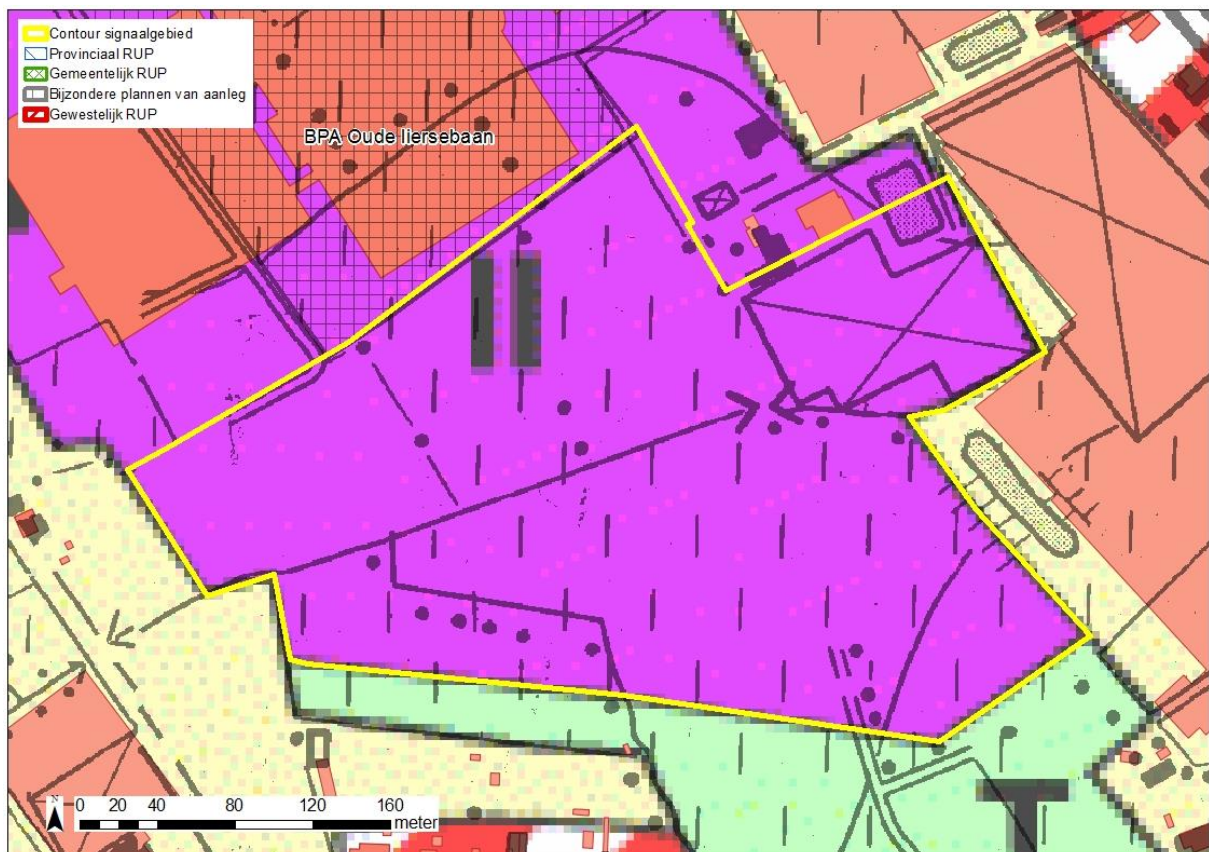 Contour signaalgebied
Provinciaal RUP
Gemeentelijk RUP
Bijzondere plannen van aanleg
Gewestelijk RUP
BPA Oude liersebaan
N
0 20 40 80 120 160
meter
T